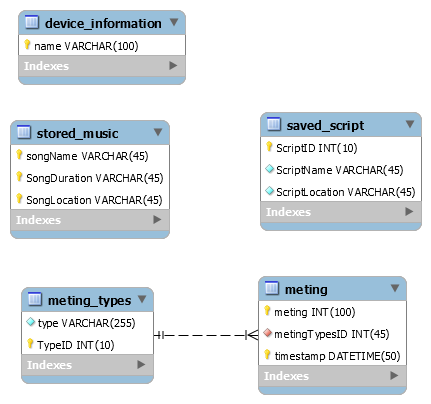 device_information
name VARCHAR(100)
Indexes
stored_music
songName VARCHAR(45)
SongDuration VARCHAR(45)
SongLocation VARCHAR(45)
Indexes
saved_script
ScriptID INT(10)
ScriptName VARCHAR(45)
ScriptLocation VARCHAR(45)
Indexes
meting_types
type VARCHAR(255)
TypeID INT(10)
Indexes
meting
meting INT(100)
metingTypesID INT(45)
timestamp DATETIME(50)
Indexes